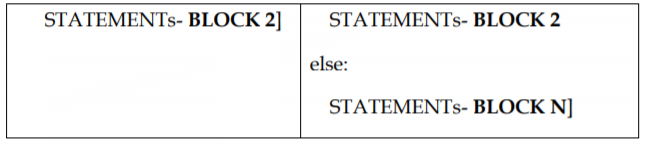 STATEMENTs- BLOCK 2]
STATEMENTs- BLOCK 2
else:
STATEMENTs- BLOCK N]